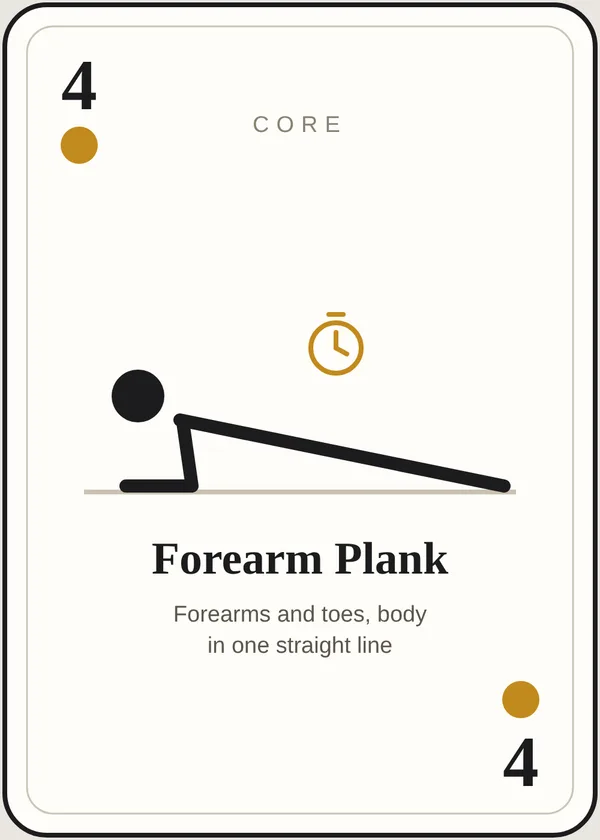 4
CORE
Forearm Plank
Forearms and toes, body
in one straight line
4